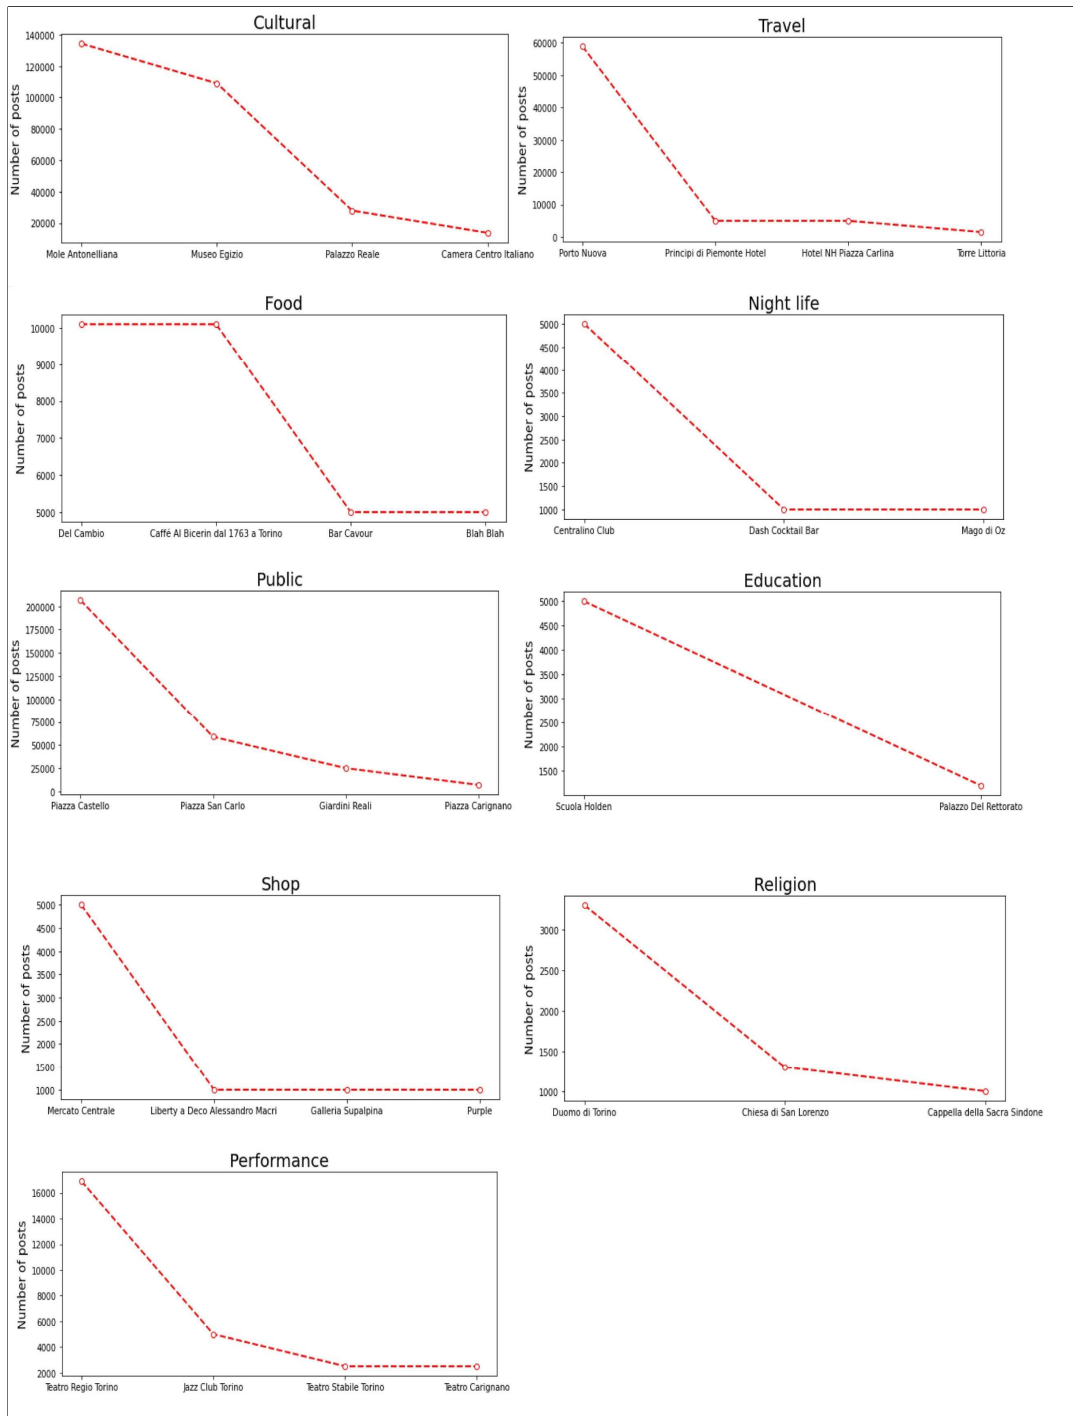 Cultural
Number of posts
140000
120000
100000
80000
60000
40000
20000
Mole Antonelliana Museo Egizio Palazzo Reale Camera Centro Italiano
Travel
Number of posts
60000
50000
40000
30000
20000
10000
0
Porto Nuova Principi di Piemonte Hotel Hotel NH Piazza Carlina Torre Littoria
Food
Number of posts
10000
9000
8000
7000
6000
5000
Del Cambio Caffé Al Bicerin dal 1763 a Torino Bar Cavour Blah Blah
Night life
Number of posts
5000
4500
4000
3500
3000
2500
2000
1500
1000
Centralino Club Dash Cocktail Bar Mago di Oz
Public
Number of posts
200000
175000
150000
125000
100000
75000
50000
25000
0
Piazza Castello Piazza San Carlo Giardini Reali Piazza Carignano
Education
Number of posts
5000
4500
4000
3500
3000
2500
2000
1500
Scuola Holden Palazzo Del Rettorato
Shop
Number of posts
5000
4500
4000
3500
3000
2500
2000
1500
1000
Mercato Centrale Liberty a Deco Alessandro Macri Galleria Supalpina Purple
Religion
Number of posts
3000
2500
2000
1500
1000
Duomo di Torino Chiesa di San Lorenzo Cappella della Sacra Sindone
Performance
Number of posts
16000
14000
12000
10000
8000
6000
4000
2000
Teatro Regio Torino Jazz Club Torino Teatro Stabile Torino Teatro Carignano